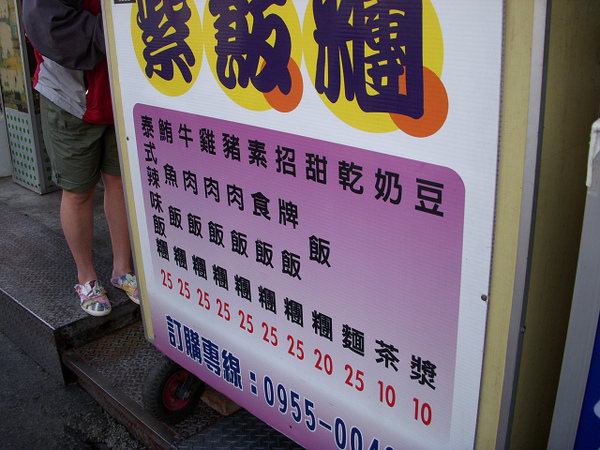 紫飯糰
泰式辣味飯糰 25
鮪魚飯糰 25
牛肉飯糰 25
雞肉飯糰 25
豬肉飯糰 25
素食飯糰 25
招牌飯糰 25
甜飯糰 20
乾麵 25
奶茶 10
豆漿 10
訂購專線：0955-004